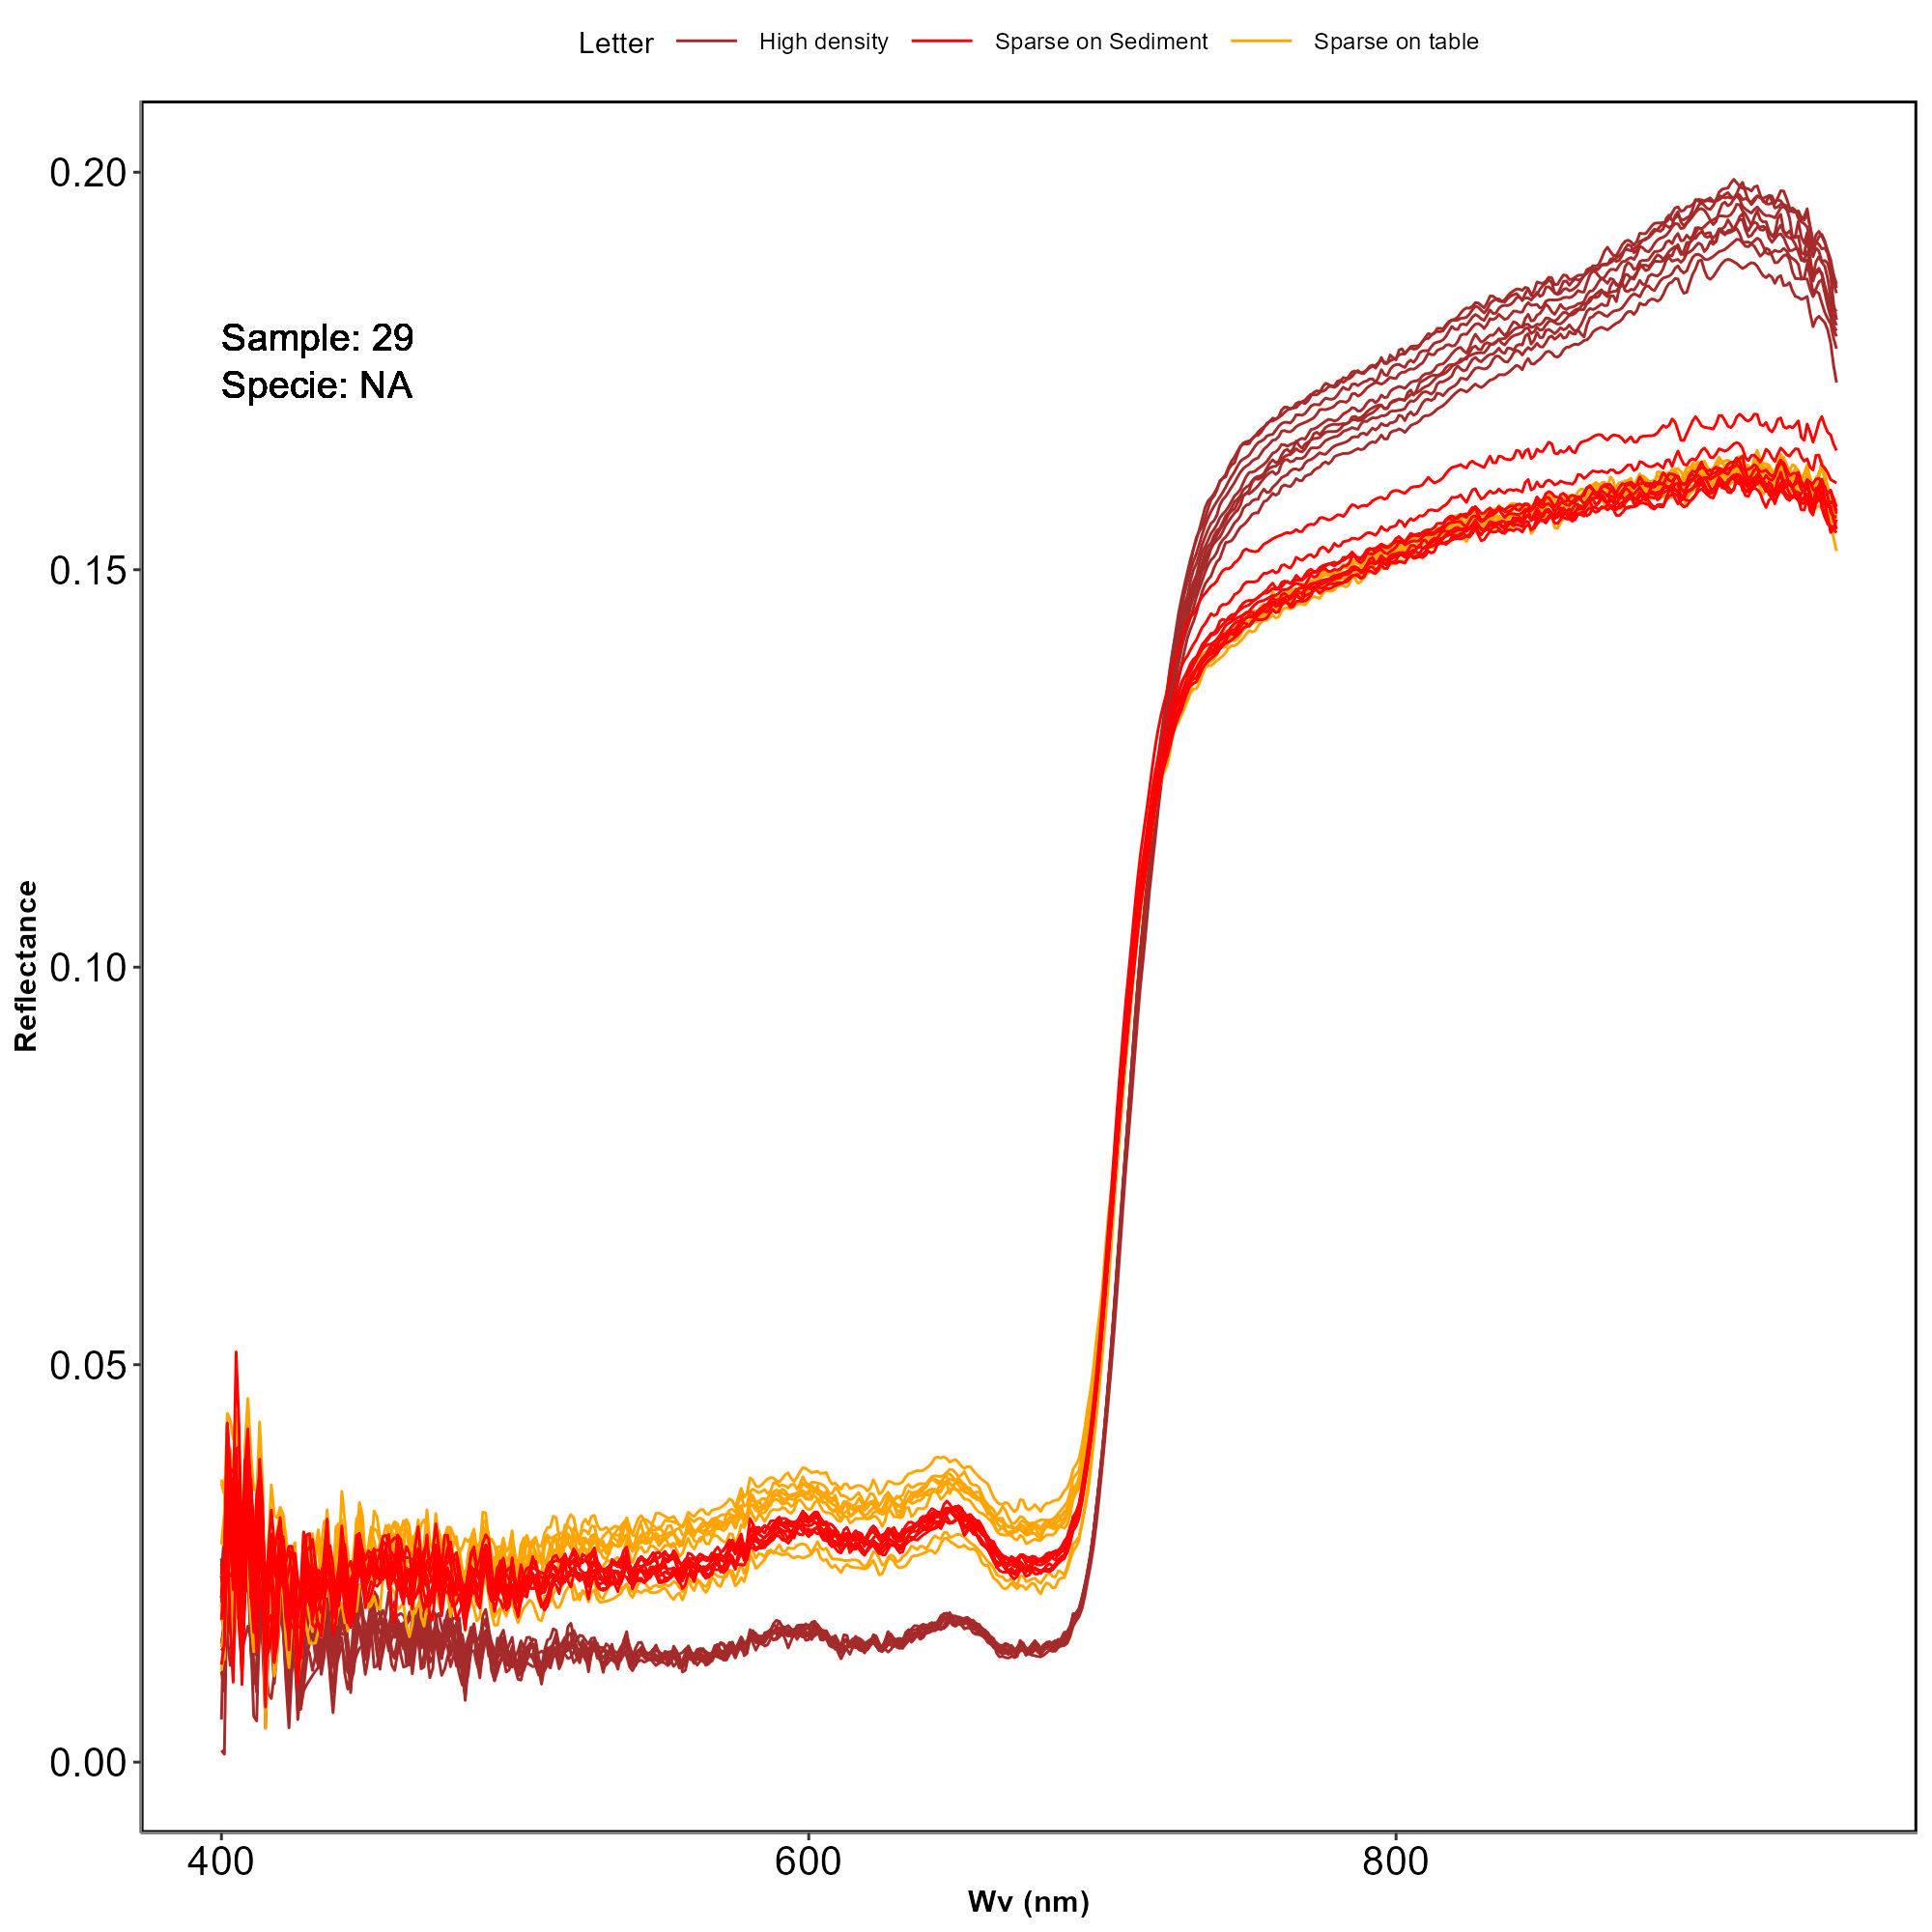 Letter High density Sparse on Sediment Sparse on table
0.20
Sample: 29
Specie: NA
0.15
Reflectance
0.10
0.05
0.00
400 600 800
Wv (nm)